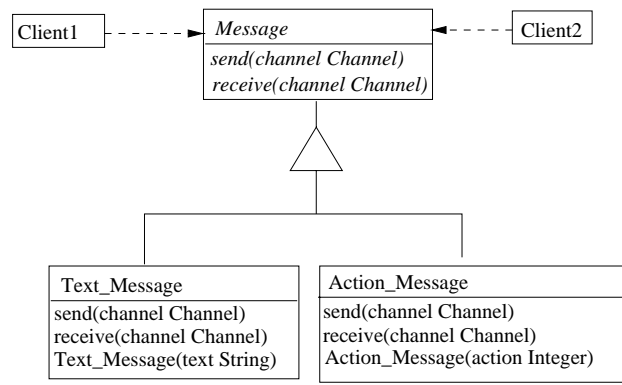 Client1
Message
Client2
send(channel Channel)
receive(channel Channel)
Text_Message
send(channel Channel)
receive(channel Channel)
Text_Message(text String)
Action_Message
send(channel Channel)
receive(channel Channel)
Action_Message(action Integer)